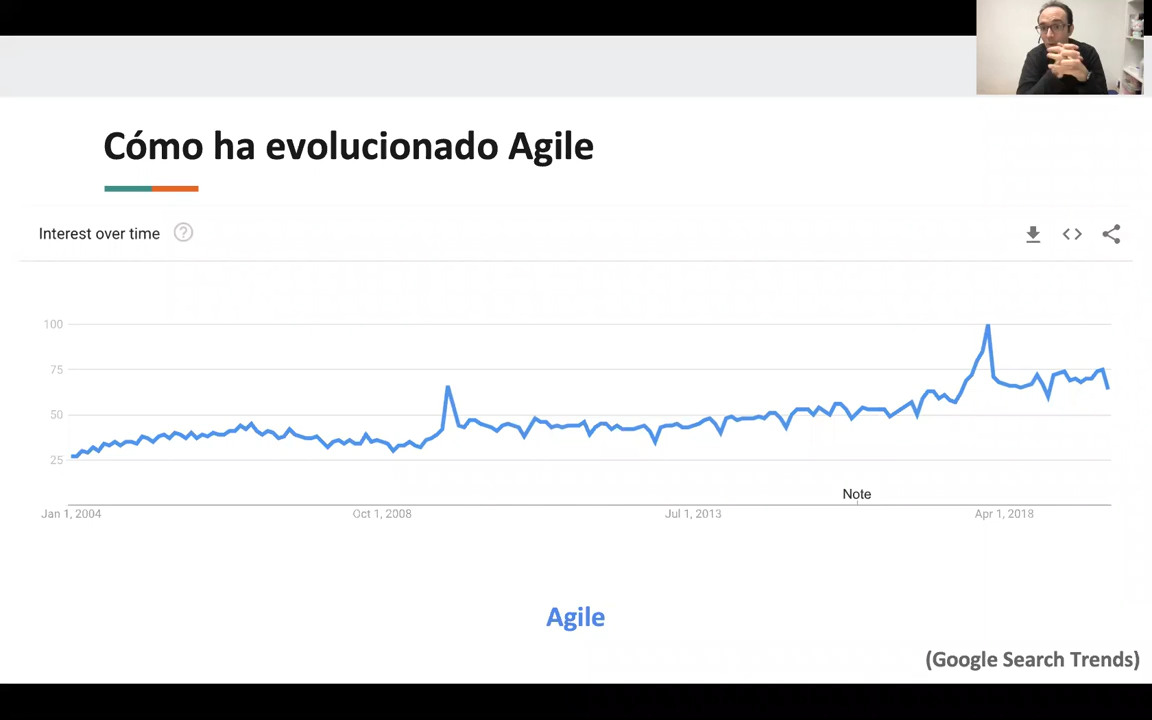 Cómo ha evolucionado Agile
Interest over time ?
100
75
50
25
Note
Jan 1, 2004 Oct 1, 2008 Jul 1, 2013 Apr 1, 2018
Agile
(Google Search Trends)